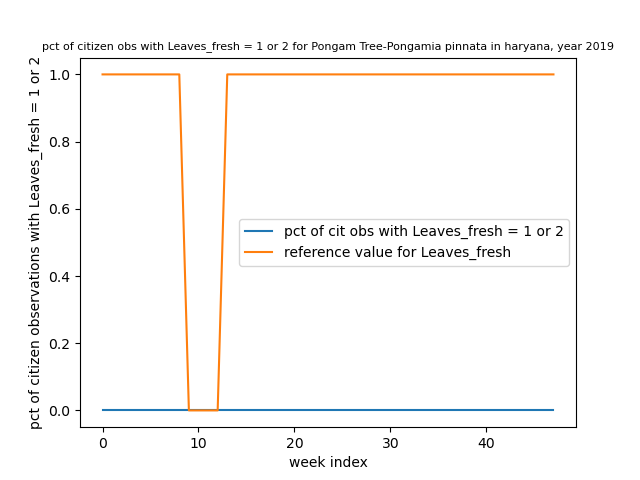 pct of citizen obs with Leaves_fresh = 1 or 2 for Pongam Tree-Pongamia pinnata in haryana, year 2019
pct of citizen observations with Leaves_fresh = 1 or 2
1.0
0.8
0.6
0.4
0.2
0.0
pct of cit obs with Leaves_fresh = 1 or 2
reference value for Leaves_fresh
0
10
20
30
40
week index